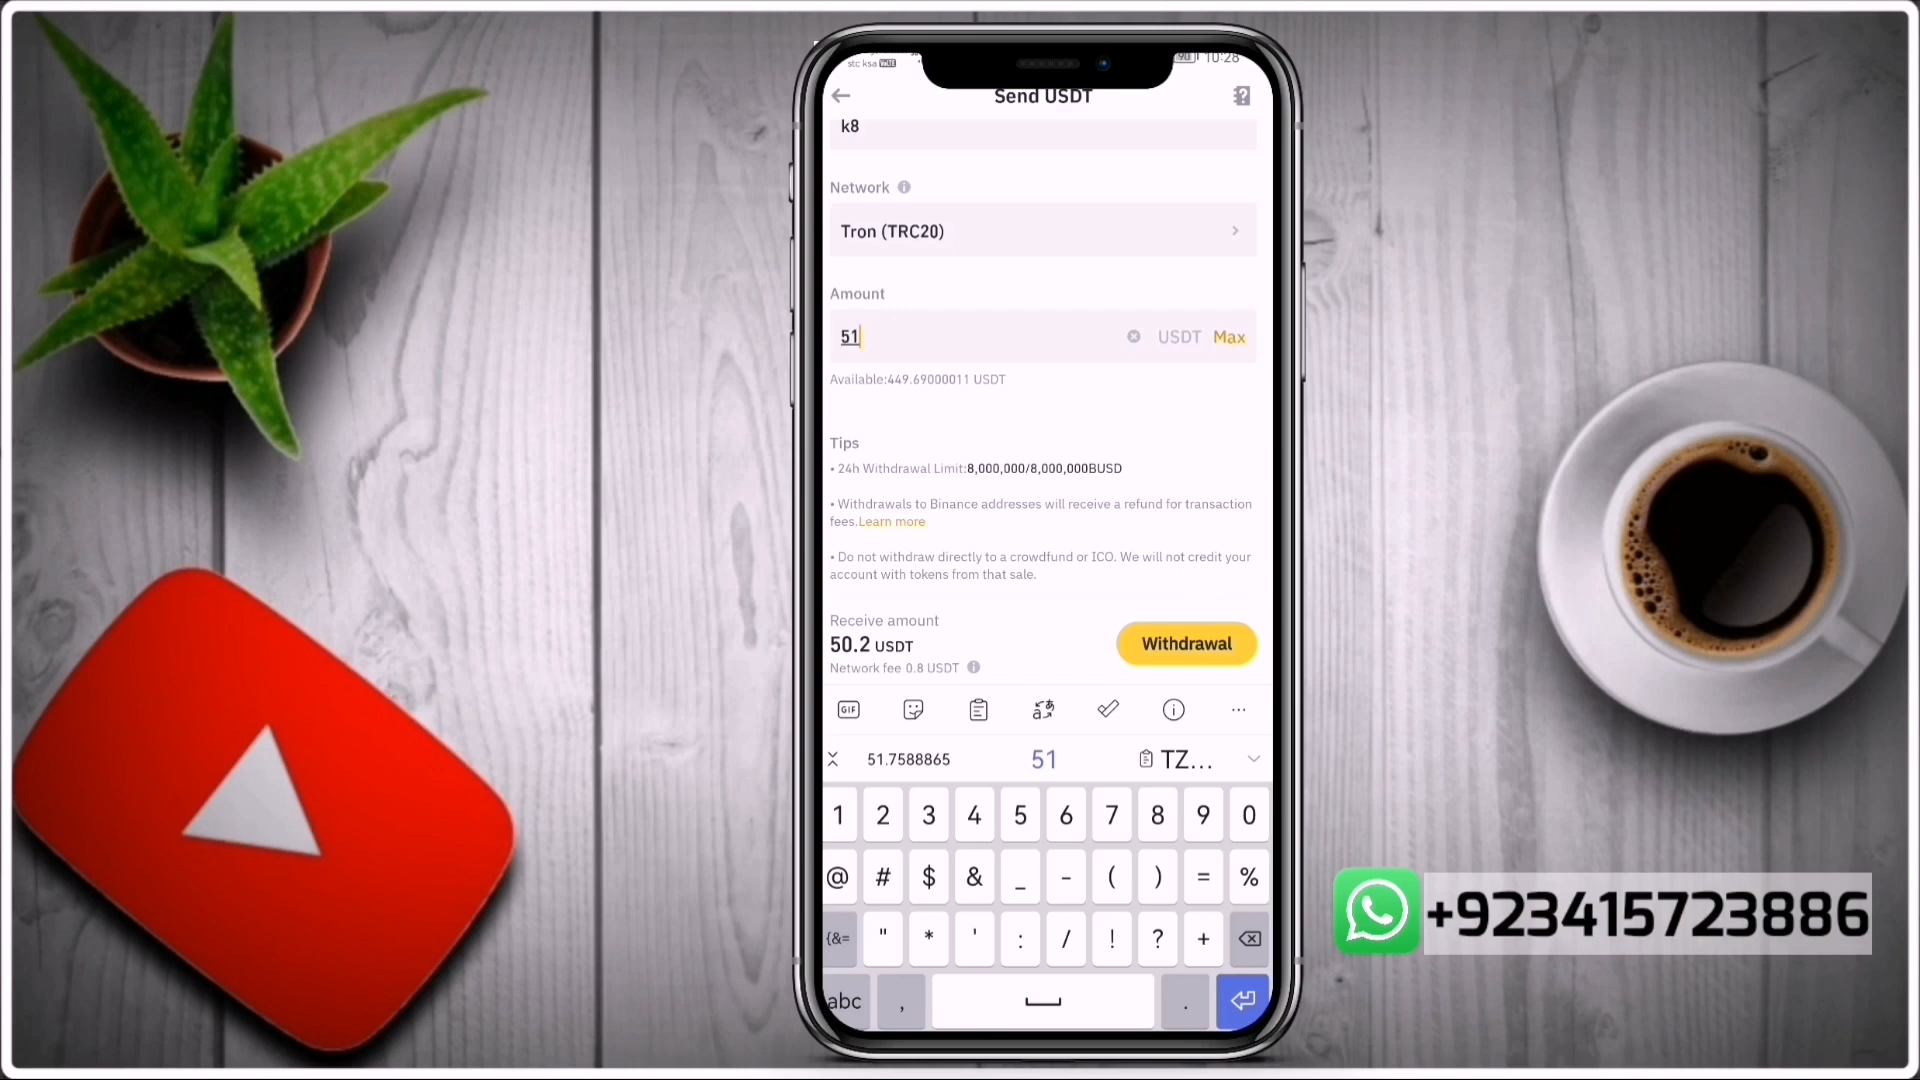 stc ksa VoLTE
90 10:28
Send USDT
k8
Network
Tron (TRC20)
Amount
51 USDT Max
Available:449.69000011 USDT
Tips
• 24h Withdrawal Limit:8,000,000/8,000,000BUSD
• Withdrawals to Binance addresses will receive a refund for transaction
fees.Learn more
• Do not withdraw directly to a crowdfund or ICO. We will not credit your
account with tokens from that sale.
Receive amount
50.2 USDT
Withdrawal
Network fee 0.8 USDT
GIF
51.7588865 51 TZ...
1 2 3 4 5 6 7 8 9 0
@ # $ & _ - ( ) = %
{&= " * ' : / ! ? +
abc , .
+923415723886